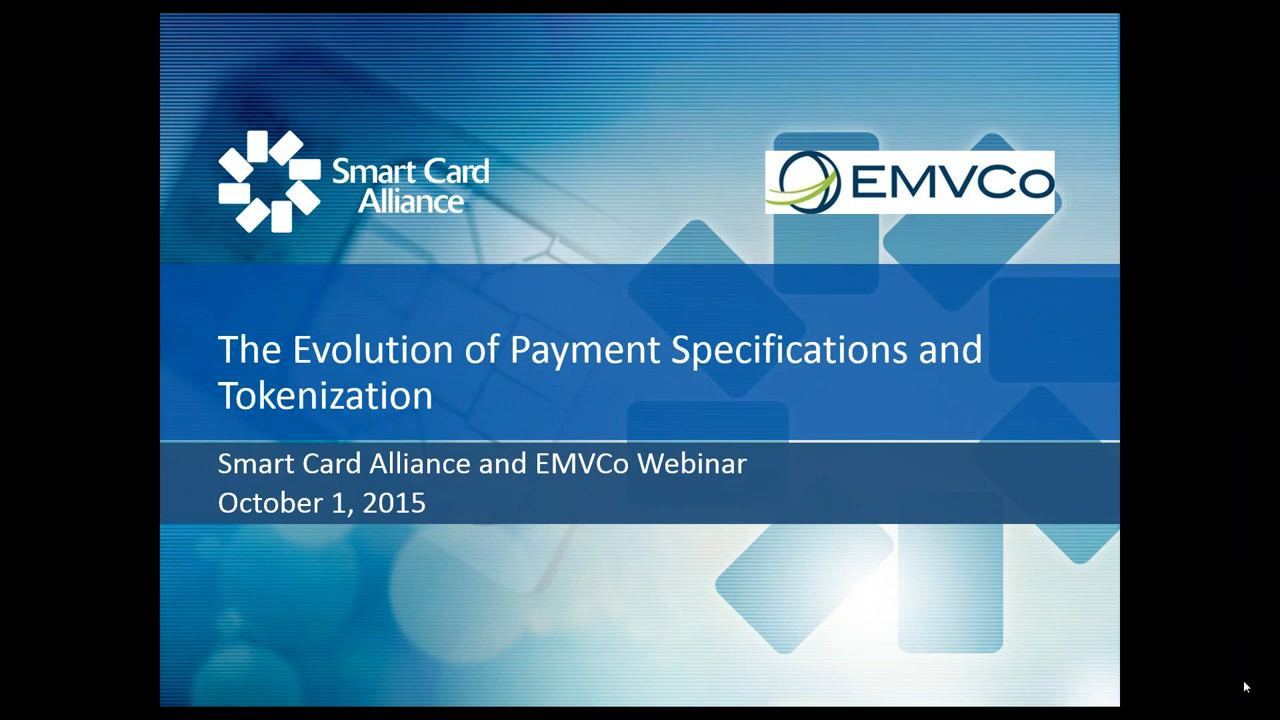 Smart Card
Alliance
EMVCo
The Evolution of Payment Specifications and
Tokenization
Smart Card Alliance and EMVCo Webinar
October 1, 2015